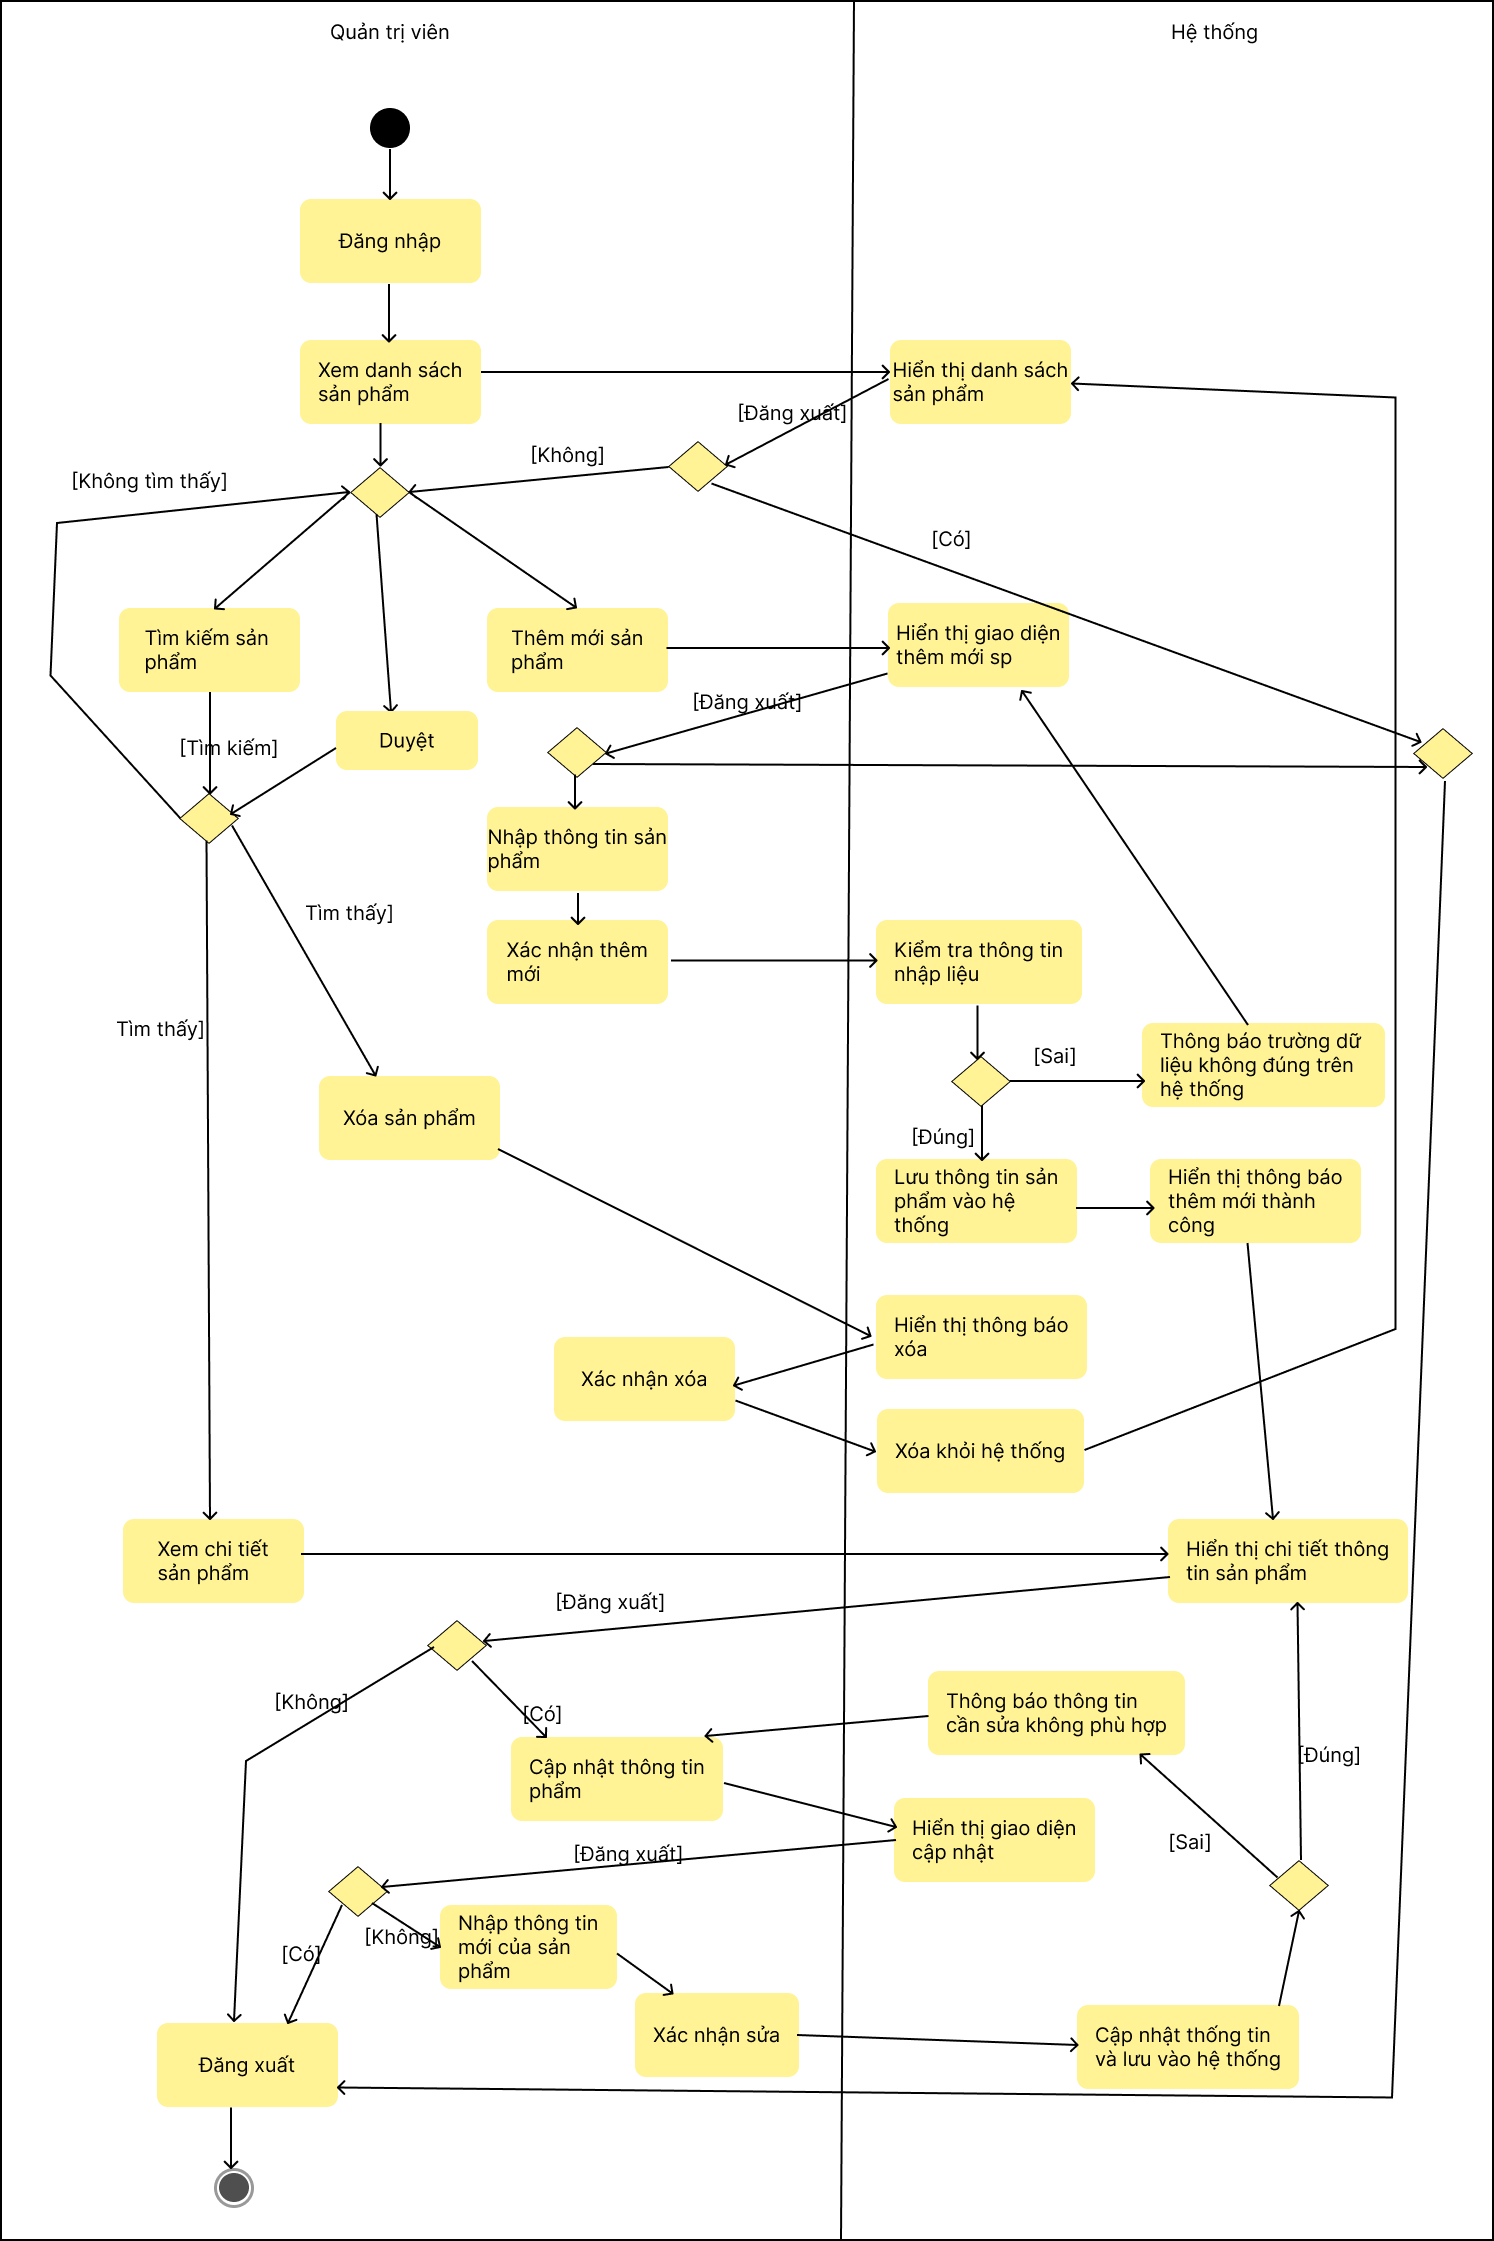 Quản trị viên
Hệ thống
Đăng nhập
Xem danh sách
sản phẩm
Hiển thị danh sách
sản phẩm
[Đăng xuất]
[Không]
[Không tìm thấy]
[Có]
Tìm kiếm sản
phẩm
Thêm mới sản
phẩm
Hiển thị giao diện
thêm mới sp
[Đăng xuất]
[Tìm kiếm]
Duyệt
Nhập thông tin sản
phẩm
Tìm thấy]
Xác nhận thêm
mới
Kiểm tra thông tin
nhập liệu
Tìm thấy]
[Sai]
Thông báo trường dữ
liệu không đúng trên
hệ thống
Xóa sản phẩm
[Đúng]
Lưu thông tin sản
phẩm vào hệ
thống
Hiển thị thông báo
thêm mới thành
công
Hiển thị thông báo
xóa
Xác nhận xóa
Xóa khỏi hệ thống
Xem chi tiết
sản phẩm
Hiển thị chi tiết thông
tin sản phẩm
[Đăng xuất]
[Không]
[Có]
Thông báo thông tin
cần sửa không phù hợp
[Đúng]
Cập nhật thông tin
phẩm
Hiển thị giao diện
cập nhật
[Sai]
[Đăng xuất]
[Không]
[Có]
Nhập thông tin
mới của sản
phẩm
Xác nhận sửa
Cập nhật thống tin
và lưu vào hệ thống
Đăng xuất